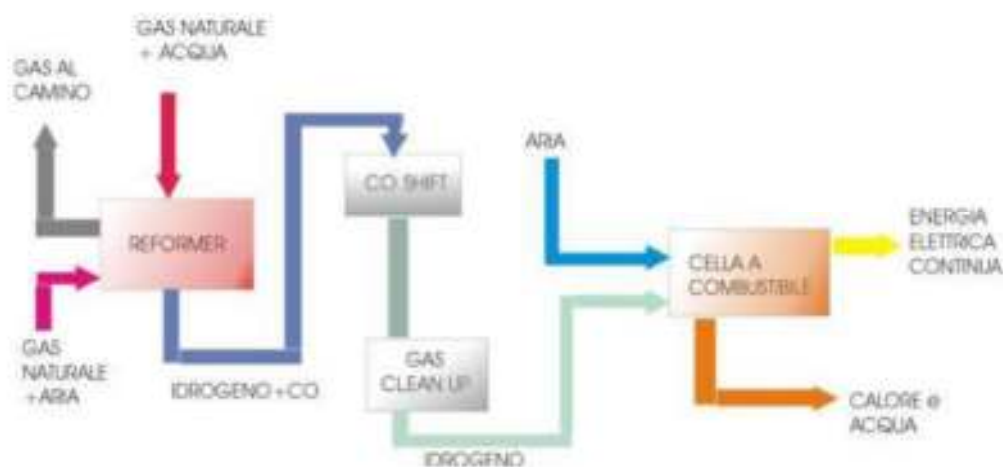 GAS NATURALE
+ ACQUA
GAS AL
CAMINO
ARIA
CO SHIFT
REFORMER
ENERGIA
ELETTRICA
CONTINUA
CELLA A
COMBUSTIBILE
GAS
NATURALE
+ARIA
IDROGENO+CO
GAS
CLEAN UP
CALORE e
ACQUA
IDROGENO